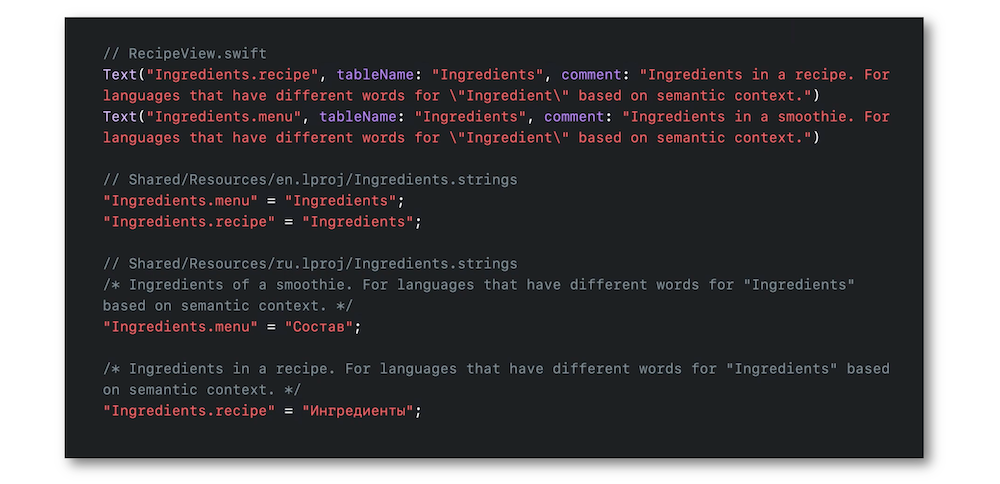 // RecipeView.swift
Text("Ingredients.recipe", tableName: "Ingredients", comment: "Ingredients in a recipe. For
languages that have different words for \"Ingredient\" based on semantic context.")
Text("Ingredients.menu", tableName: "Ingredients", comment: "Ingredients in a smoothie. For
languages that have different words for \"Ingredient\" based on semantic context.")
// Shared/Resources/en.lproj/Ingredients.strings
"Ingredients.menu" = "Ingredients";
"Ingredients.recipe" = "Ingredients";
// Shared/Resources/ru.lproj/Ingredients.strings
/* Ingredients of a smoothie. For languages that have different words for "Ingredients"
based on semantic context. */
"Ingredients.menu" = "Состав";
/* Ingredients in a recipe. For languages that have different words for "Ingredients" based
on semantic context. */
"Ingredients.recipe" = "Ингредиенты";